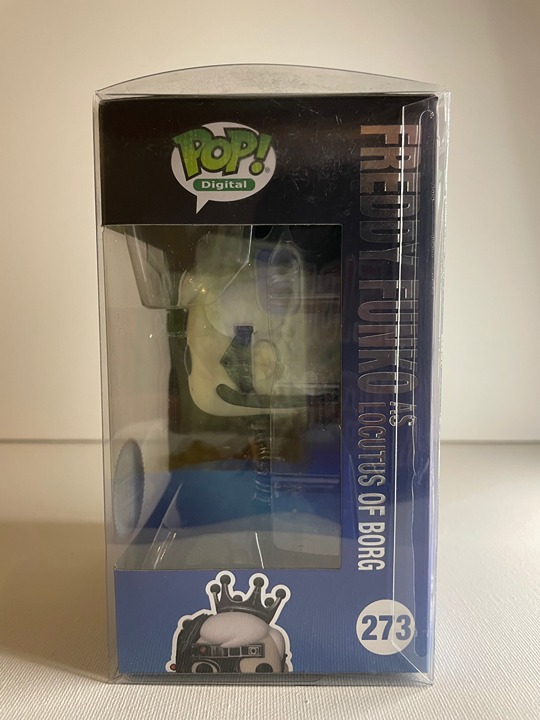 POP!
Digital
FREDDY FUNKO AS
LOCUTUS OF BORG
273